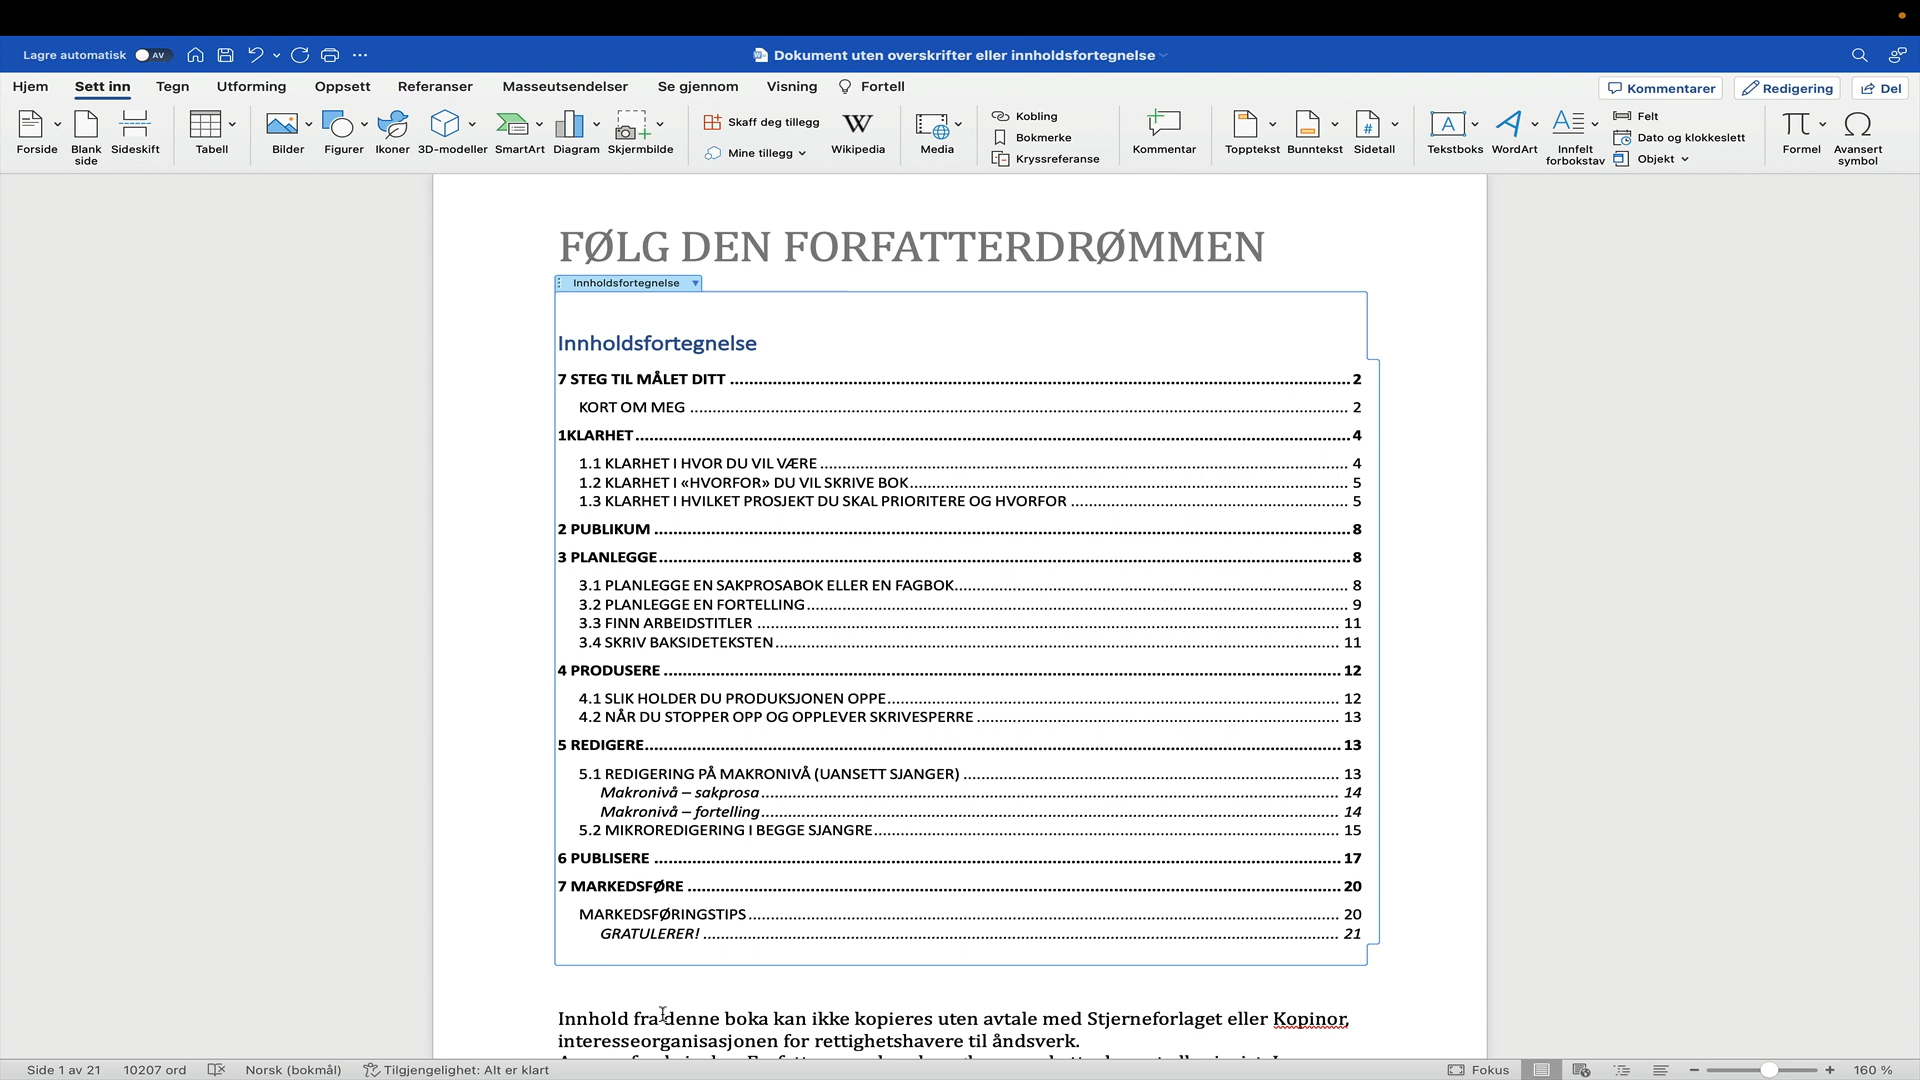 Lagre automatisk AV
Dokument uten overskrifter eller innholdsfortegnelse
Hjem Sett inn Tegn Utforming Oppsett Referanser Masseutsendelser Se gjennom Visning Fortell Kommentarer Redigering Del
Forside Blank side Sideskift Tabell Bilder Figurer Ikoner 3D-modeller SmartArt Diagram Skjermbilde
Skaff deg tillegg
Mine tillegg
Wikipedia Media
Kobling
Bokmerke
Kryssreferanse
Kommentar Topptekst Bunntekst Sidetall Tekstboks WordArt Innfelt forbokstav
Felt
Dato og klokkeslett
Objekt
Formel Avansert symbol
FØLG DEN FORFATTERDRØMMEN
Innholdsfortegnelse
Innholdsfortegnelse
7 STEG TIL MÅLET DITT 2
KORT OM MEG 2
1KLARHET 4
1.1 KLARHET I HVOR DU VIL VÆRE 4
1.2 KLARHET I «HVORFOR» DU VIL SKRIVE BOK 5
1.3 KLARHET I HVILKET PROSJEKT DU SKAL PRIORITERE OG HVORFOR 5
2 PUBLIKUM 8
3 PLANLEGGE 8
3.1 PLANLEGGE EN SAKPROSABOK ELLER EN FAGBOK 8
3.2 PLANLEGGE EN FORTELLING 9
3.3 FINN ARBEIDSTITLER 11
3.4 SKRIV BAKSIDETEKSTEN 11
4 PRODUSERE 12
4.1 SLIK HOLDER DU PRODUKSJONEN OPPE 12
4.2 NÅR DU STOPPER OPP OG OPPLEVER SKRIVESPERRE 13
5 REDIGERE 13
5.1 REDIGERING PÅ MAKRONIVÅ (UANSETT SJANGER) 13
Makronivå – sakprosa 14
Makronivå – fortelling 14
5.2 MIKROREDIGERING I BEGGE SJANGRE 15
6 PUBLISERE 17
7 MARKEDSFØRE 20
MARKEDSFØRINGSTIPS 20
GRATULERER! 21
Innhold fra denne boka kan ikke kopieres uten avtale med Stjerneforlaget eller Kopinor,
interesseorganisasjonen for rettighetshavere til åndsverk.
Side 1 av 21 10207 ord Norsk (bokmål) Tilgjengelighet: Alt er klart Fokus 160 %